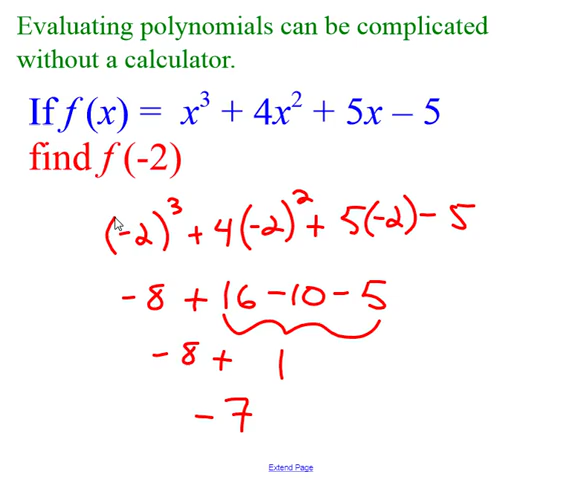 Evaluating polynomials can be complicated
without a calculator.
If f(x) = x³ + 4x² + 5x – 5
find f(-2)
(-2)³ + 4(-2)² + 5(-2) - 5
-8 + 16 -10 - 5
-8 + 1
-7
Extend Page